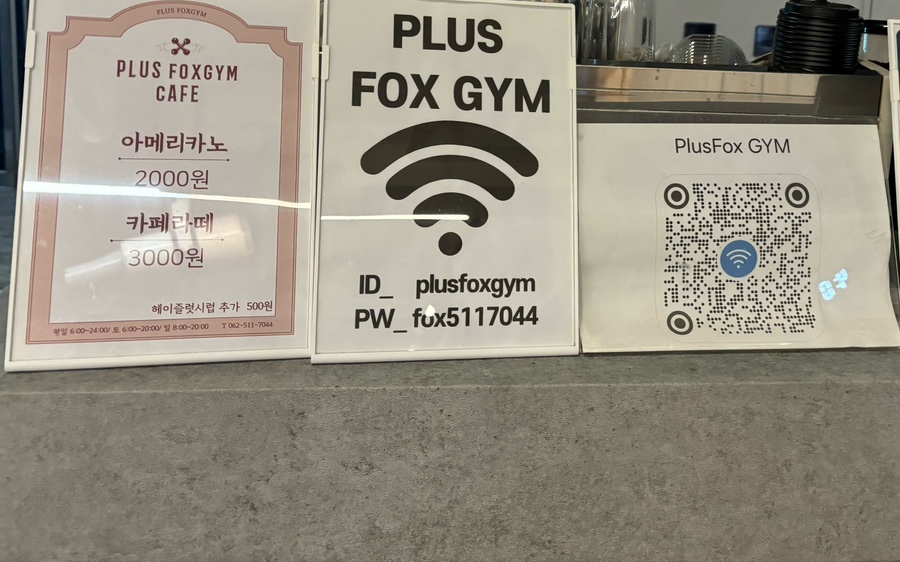 PLUS FOXGYM
PLUS FOXGYM
CAFE
아메리카노
2000원
카페라떼
3000원
헤이즐럿시럽 추가 500원
평일 6:00~24:00/ 토 6:00~20:00/ 일 8:00~20:00 T 062-511-7044
PLUS
FOX GYM
ID_ plusfoxgym
PW_ fox5117044
PlusFox GYM